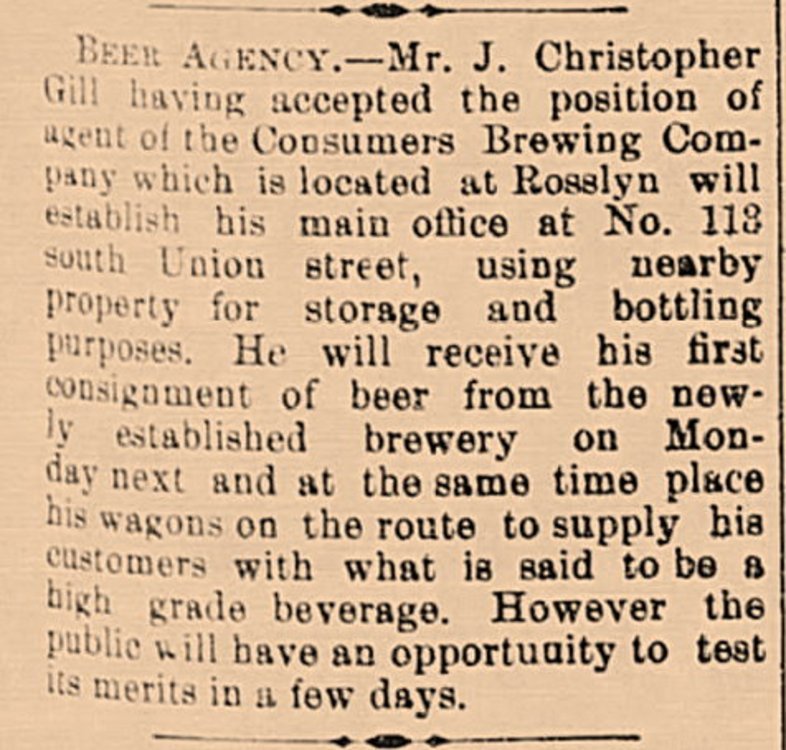 BEER AGENCY.—Mr. J. Christopher
Gill having accepted the position of
agent of the Consumers Brewing Com-
pany which is located at Rosslyn will
establish his main office at No. 113
south Union street, using nearby
property for storage and bottling
purposes. He will receive his first
consignment of beer from the new-
ly established brewery on Mon-
day next and at the same time place
his wagons on the route to supply his
customers with what is said to be a
high grade beverage. However the
public will have an opportunity to test
its merits in a few days.